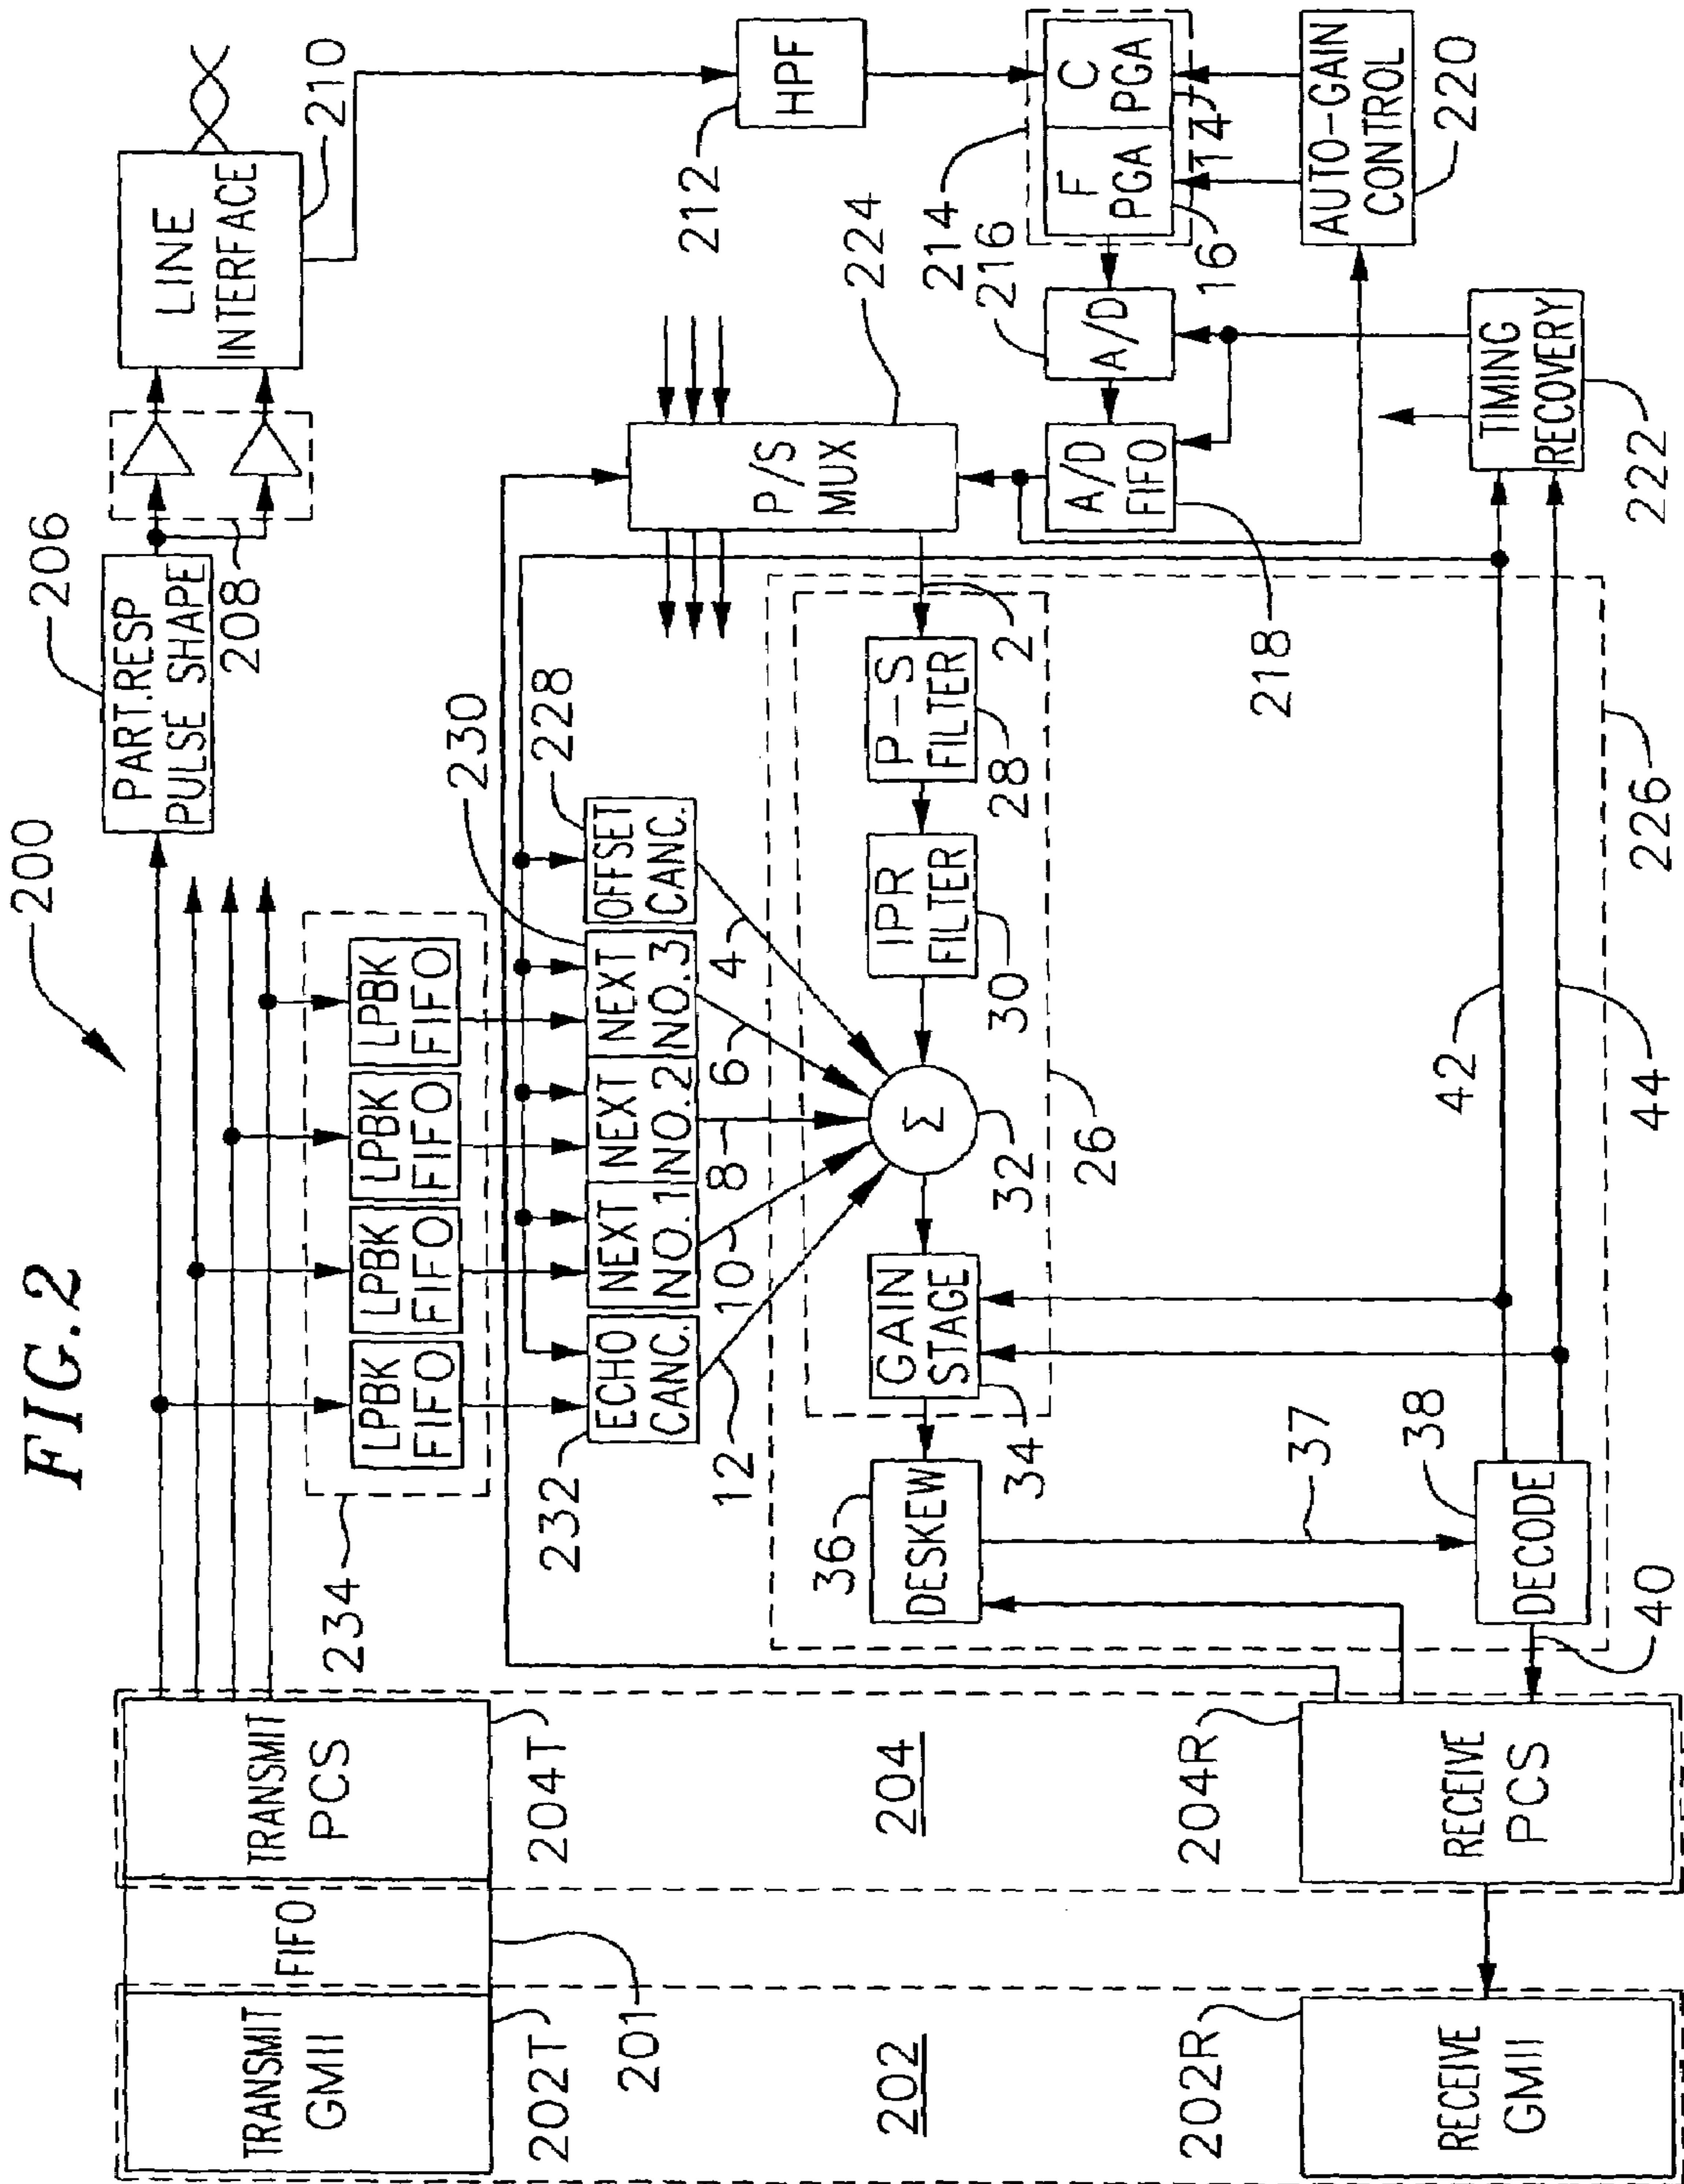 FIG.2
200
TRANSMIT
GMII
202T
FIFO
201
TRANSMIT
PCS
204T
PART.RESP
PULSE SHAPE
206
208
LINE
INTERFACE
210
234
LPBK
FIFO
LPBK
FIFO
LPBK
FIFO
LPBK
FIFO
232
ECHO
CANC.
NEXT
NO.1
NEXT
NO.2
NEXT
NO.3
230
OFFSET
CANC.
228
12
10
8
6
4
2
P/S
MUX
224
HPF
212
202
204
36
DESKEW
GAIN
STAGE
34
Σ
32
IPR
FILTER
30
P-S
FILTER
28
26
A/D
FIFO
218
A/D
216
214
F
PGA
16
C
PGA
14
AUTO-GAIN
CONTROL
220
37
38
DECODE
40
42
44
226
TIMING
RECOVERY
222
202R
RECEIVE
GMII
204R
RECEIVE
PCS